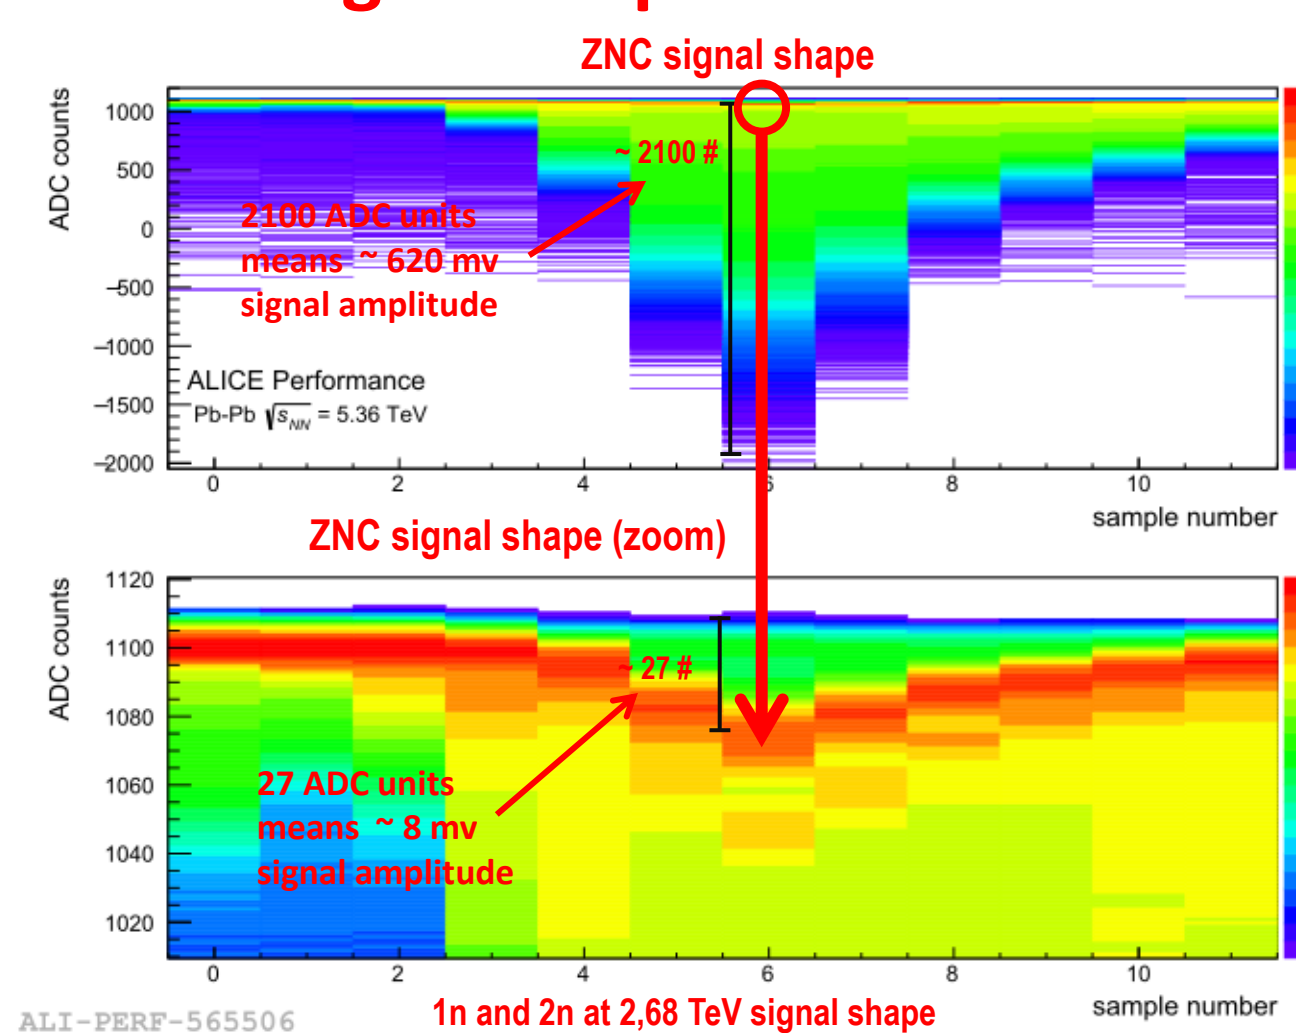 ZNC signal shape
ADC counts
1000
500
0
−500
−1000
−1500
−2000
~ 2100 #
2100 ADC units
means ~ 620 mv
signal amplitude
ALICE Performance
Pb-Pb √sNN = 5.36 TeV
0 2 4 6 8 10
sample number
ZNC signal shape (zoom)
ADC counts
1120
1100
1080
1060
1040
1020
~ 27 #
27 ADC units
means ~ 8 mv
signal amplitude
0 2 4 6 8 10
sample number
1n and 2n at 2,68 TeV signal shape
ALI-PERF-565506